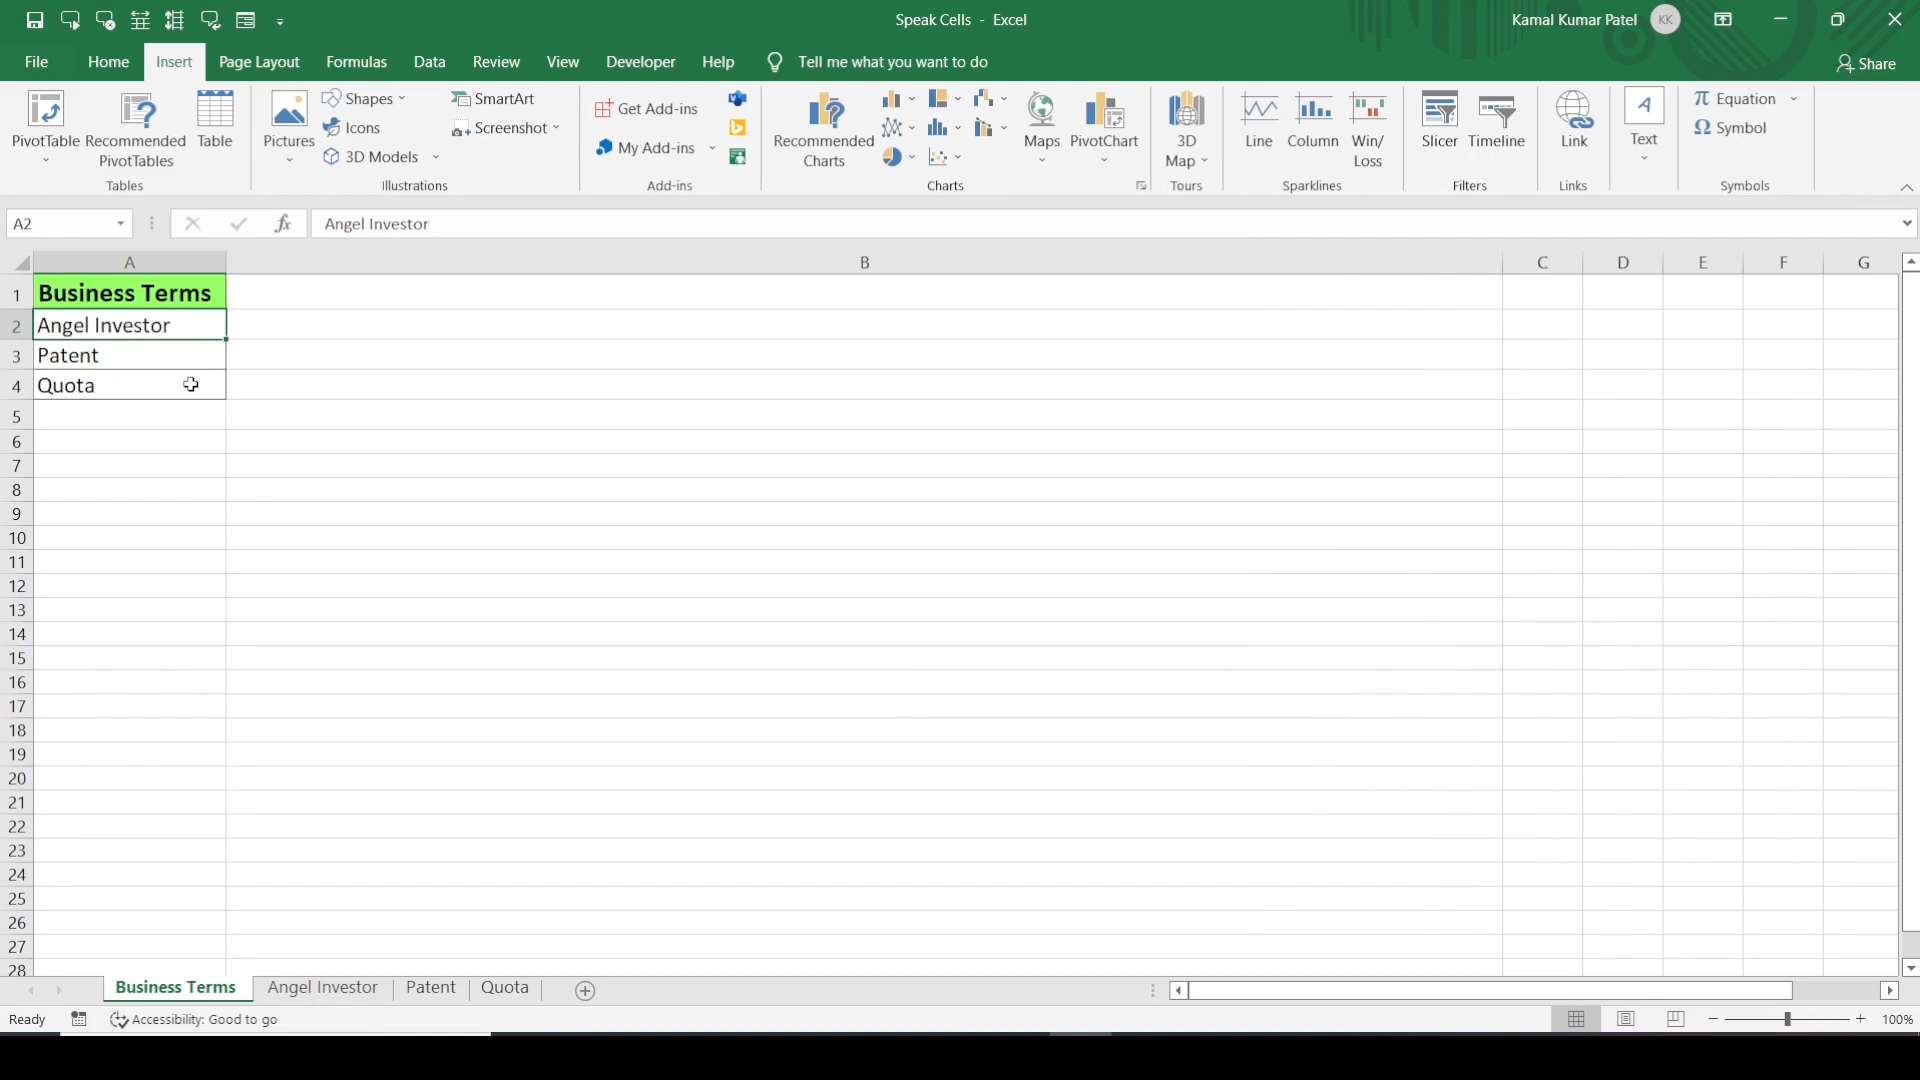 Speak Cells - Excel
Kamal Kumar Patel KK
File Home Insert Page Layout Formulas Data Review View Developer Help Tell me what you want to do Share
PivotTable
Recommended
PivotTables
Table
Tables
Pictures
Shapes
Icons
3D Models
SmartArt
Screenshot
Illustrations
Get Add-ins
My Add-ins
Add-ins
Recommended
Charts
Maps
PivotChart
Charts
3D
Map
Tours
Line
Column
Win/
Loss
Sparklines
Slicer
Timeline
Filters
Link
Links
A
Text
π Equation
Ω Symbol
Symbols
A2
fx
Angel Investor
A B C D E F G
1 Business Terms
2 Angel Investor
3 Patent
4 Quota
5
6
7
8
9
10
11
12
13
14
15
16
17
18
19
20
21
22
23
24
25
26
27
28
Business Terms Angel Investor Patent Quota
Ready Accessibility: Good to go 100%